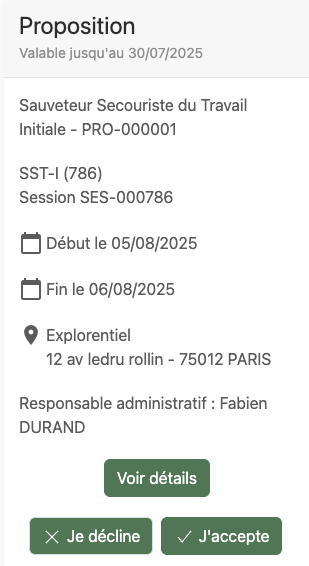 Proposition
Valable jusqu'au 30/07/2025
Sauveteur Secouriste du Travail
Initiale - PRO-000001
SST-I (786)
Session SES-000786
Début le 05/08/2025
Fin le 06/08/2025
Explorentiel
12 av ledru rollin - 75012 PARIS
Responsable administratif : Fabien
DURAND
Voir détails
Je décline
J'accepte